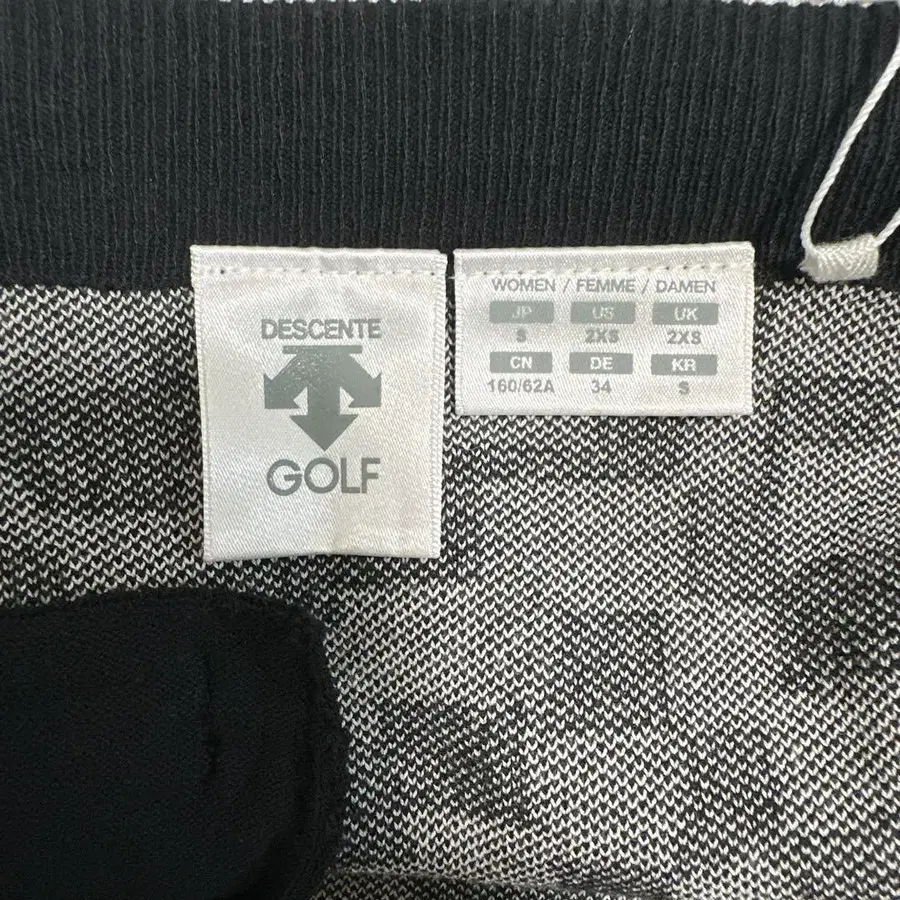 DESCENTE
GOLF
WOMEN / FEMME / DAMEN
JP US UK
S 2XS 2XS
CN DE KR
160/62A 34 S